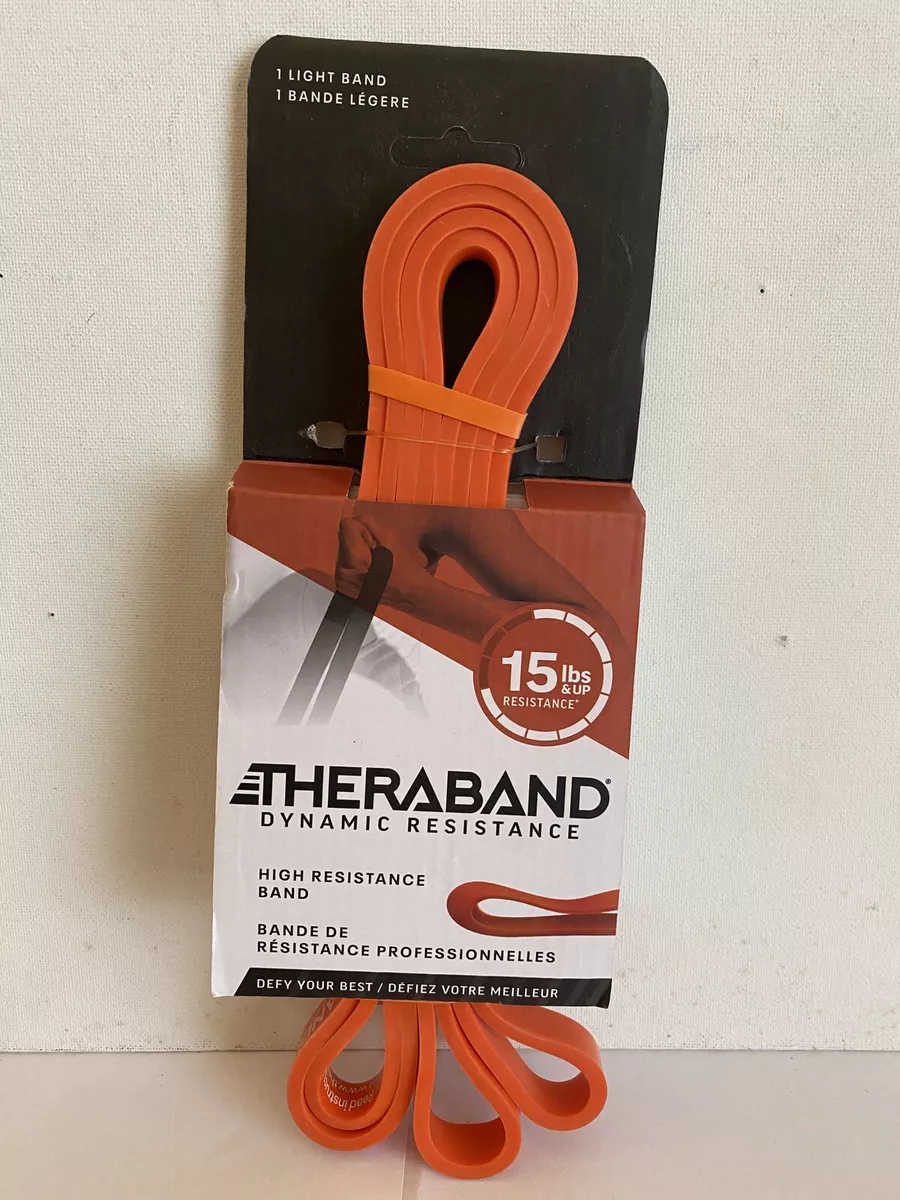 1 LIGHT BAND
1 BANDE LÉGERE
15 lbs
& UP
RESISTANCE*
THERABAND®
DYNAMIC RESISTANCE
HIGH RESISTANCE
BAND
BANDE DE
RÉSISTANCE PROFESSIONNELLES
DEFY YOUR BEST / DÉFIEZ VOTRE MEILLEUR
Read